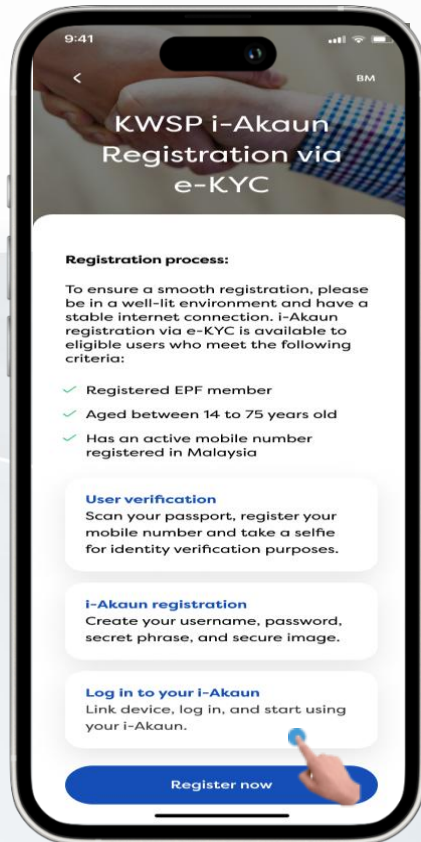 9:41
BM
KWSP i-Akaun
Registration via
e-KYC
Registration process:
To ensure a smooth registration, please
be in a well-lit environment and have a
stable internet connection. i-Akaun
registration via e-KYC is available to
eligible users who meet the following
criteria:
Registered EPF member
Aged between 14 to 75 years old
Has an active mobile number
registered in Malaysia
User verification
Scan your passport, register your
mobile number and take a selfie
for identity verification purposes.
i-Akaun registration
Create your username, password,
secret phrase, and secure image.
Log in to your i-Akaun
Link device, log in, and start using
your i-Akaun.
Register now